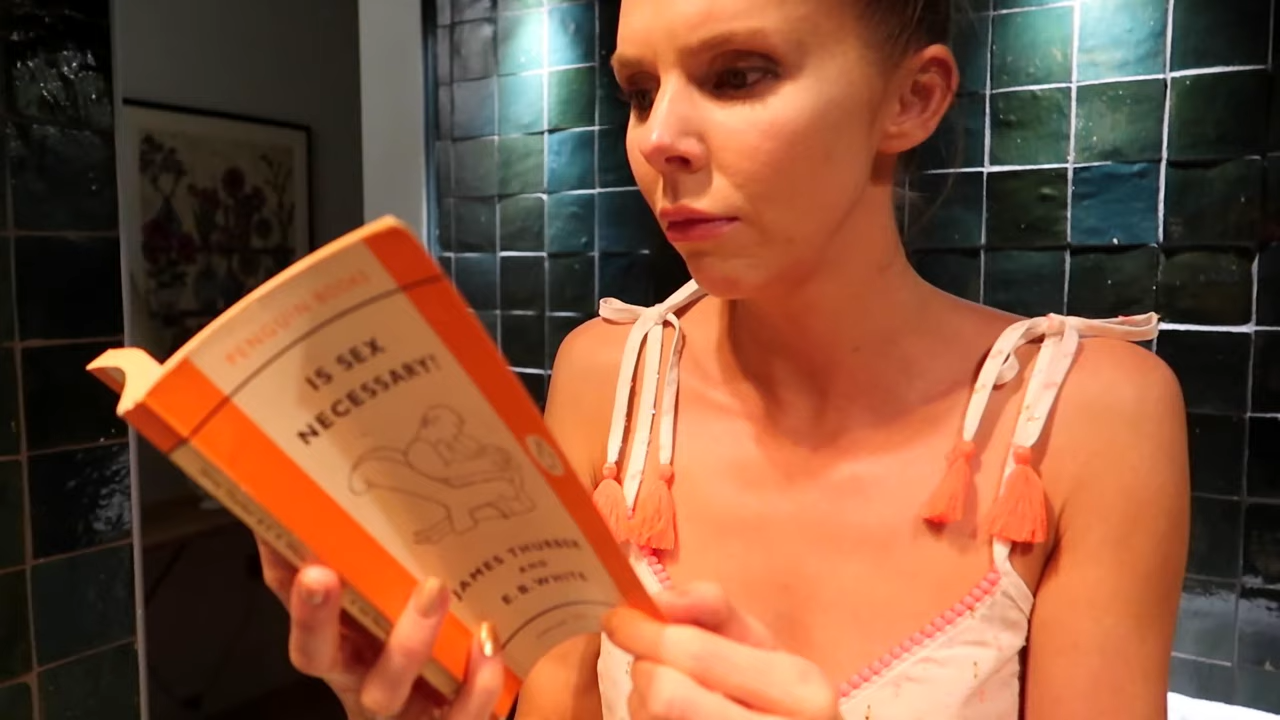 PENGUIN BOOKS
IS SEX
NECESSARY?
JAMES THURBER
AND
E.B. WHITE